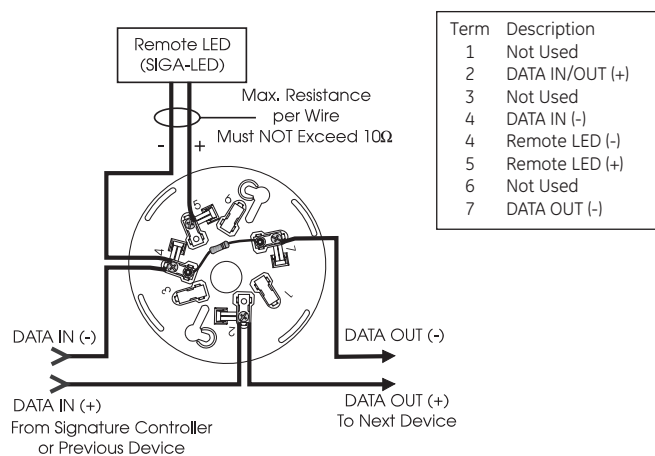 Remote LED
(SIGA-LED)
Max. Resistance
per Wire
Must NOT Exceed 10Ω
- +
Term Description
1 Not Used
2 DATA IN/OUT (+)
3 Not Used
4 DATA IN (-)
4 Remote LED (-)
5 Remote LED (+)
6 Not Used
7 DATA OUT (-)
5
6
4
7
3
1
2
DATA IN (-)
DATA OUT (-)
DATA IN (+)
From Signature Controller
or Previous Device
DATA OUT (+)
To Next Device